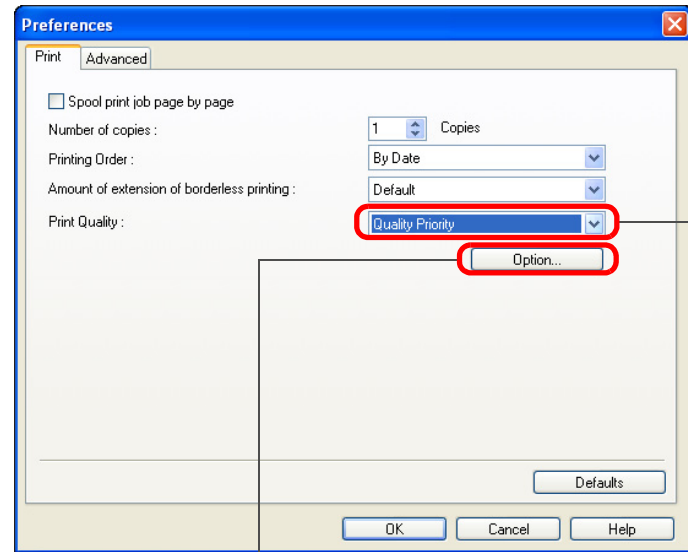 Preferences
Print Advanced
Spool print job page by page
Number of copies : 1 Copies
Printing Order : By Date
Amount of extension of borderless printing : Default
Print Quality : Quality Priority
Option...
Defaults
OK Cancel Help